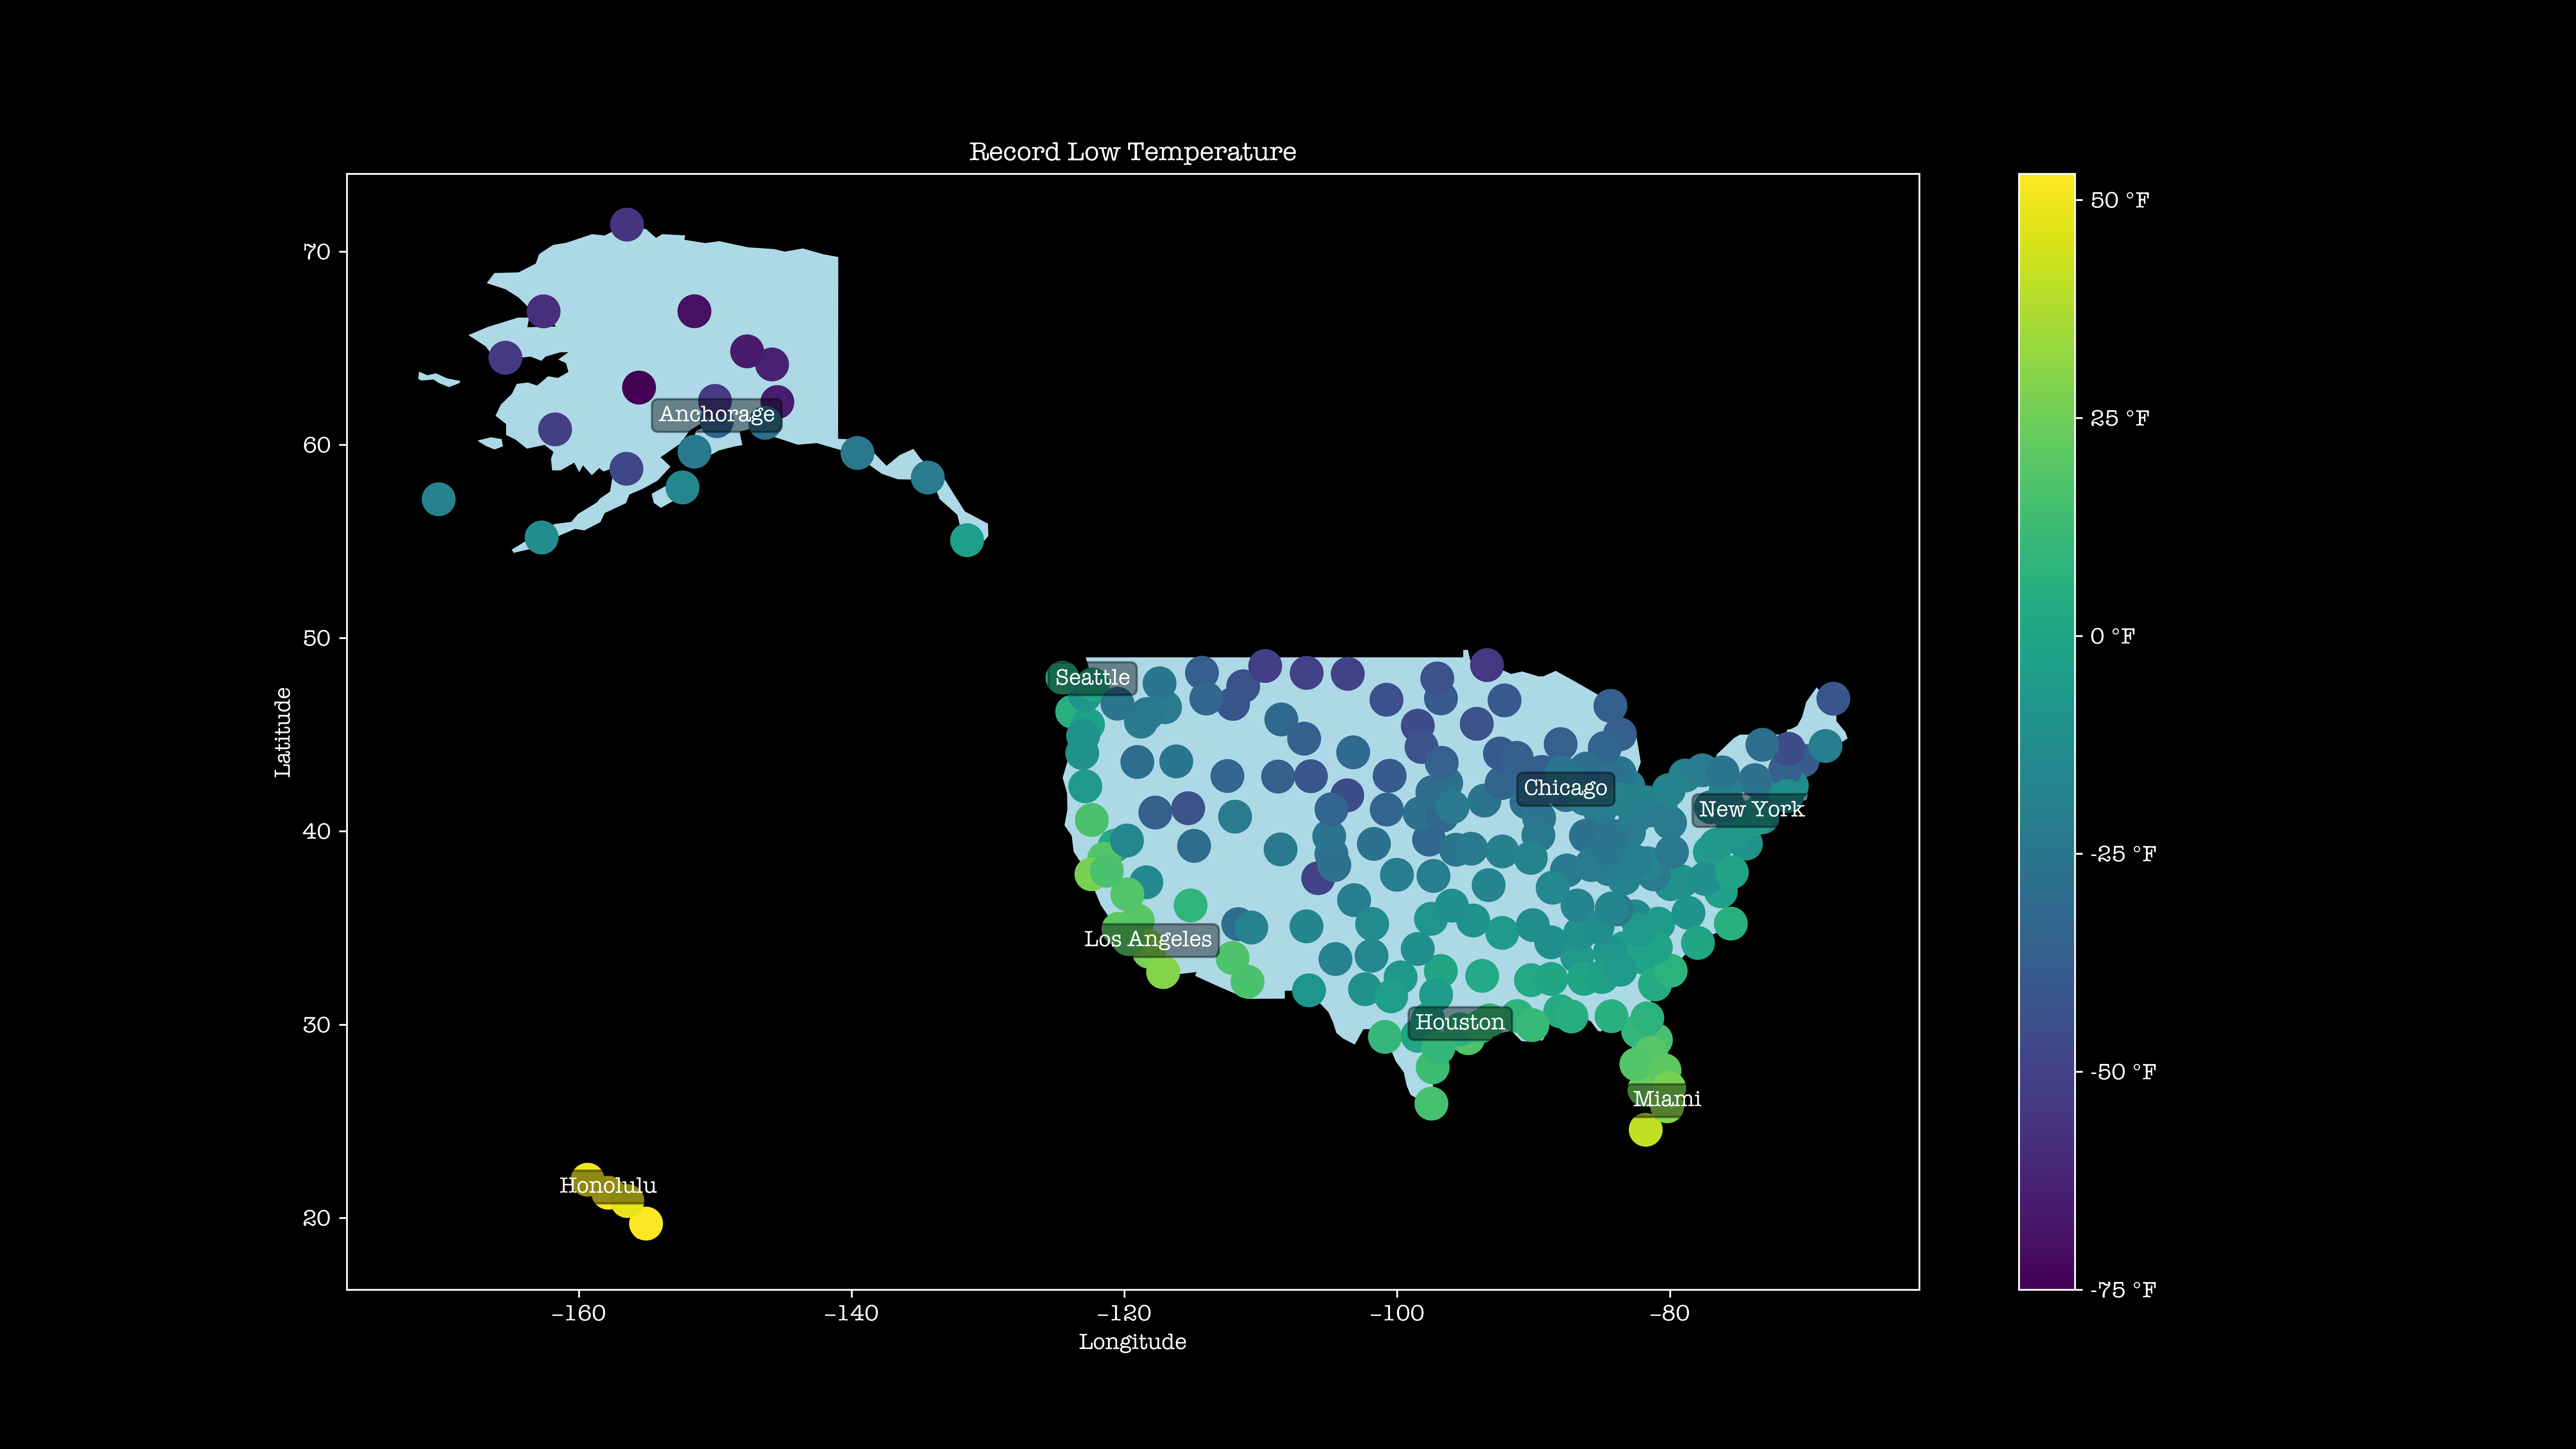 Record Low Temperature
Latitude
70
60
50
40
30
20
Anchorage
Seattle
Chicago
New York
Los Angeles
Houston
Miami
Honolulu
-160
-140
-120
-100
-80
Longitude
50 °F
25 °F
0 °F
-25 °F
-50 °F
-75 °F